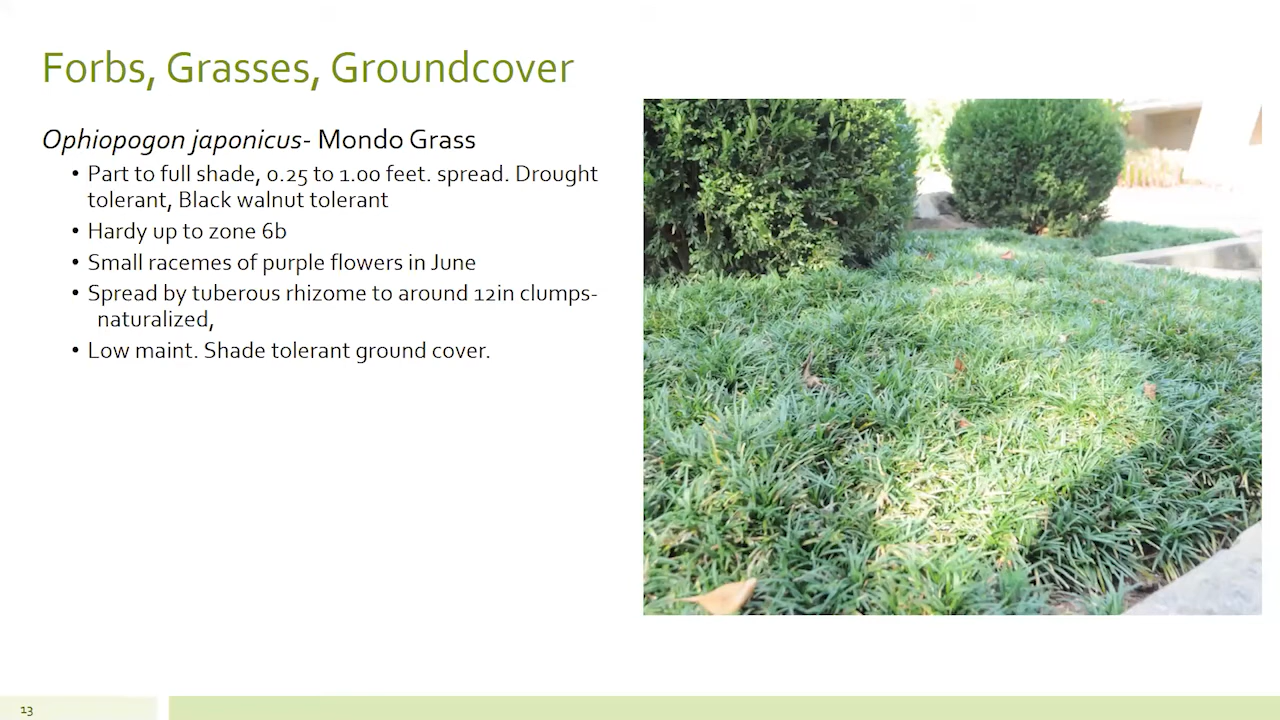 Forbs, Grasses, Groundcover
Ophiopogon japonicus- Mondo Grass
• Part to full shade, 0.25 to 1.00 feet. spread. Drought
tolerant, Black walnut tolerant
• Hardy up to zone 6b
• Small racemes of purple flowers in June
• Spread by tuberous rhizome to around 12in clumps-
naturalized,
• Low maint. Shade tolerant ground cover.
13